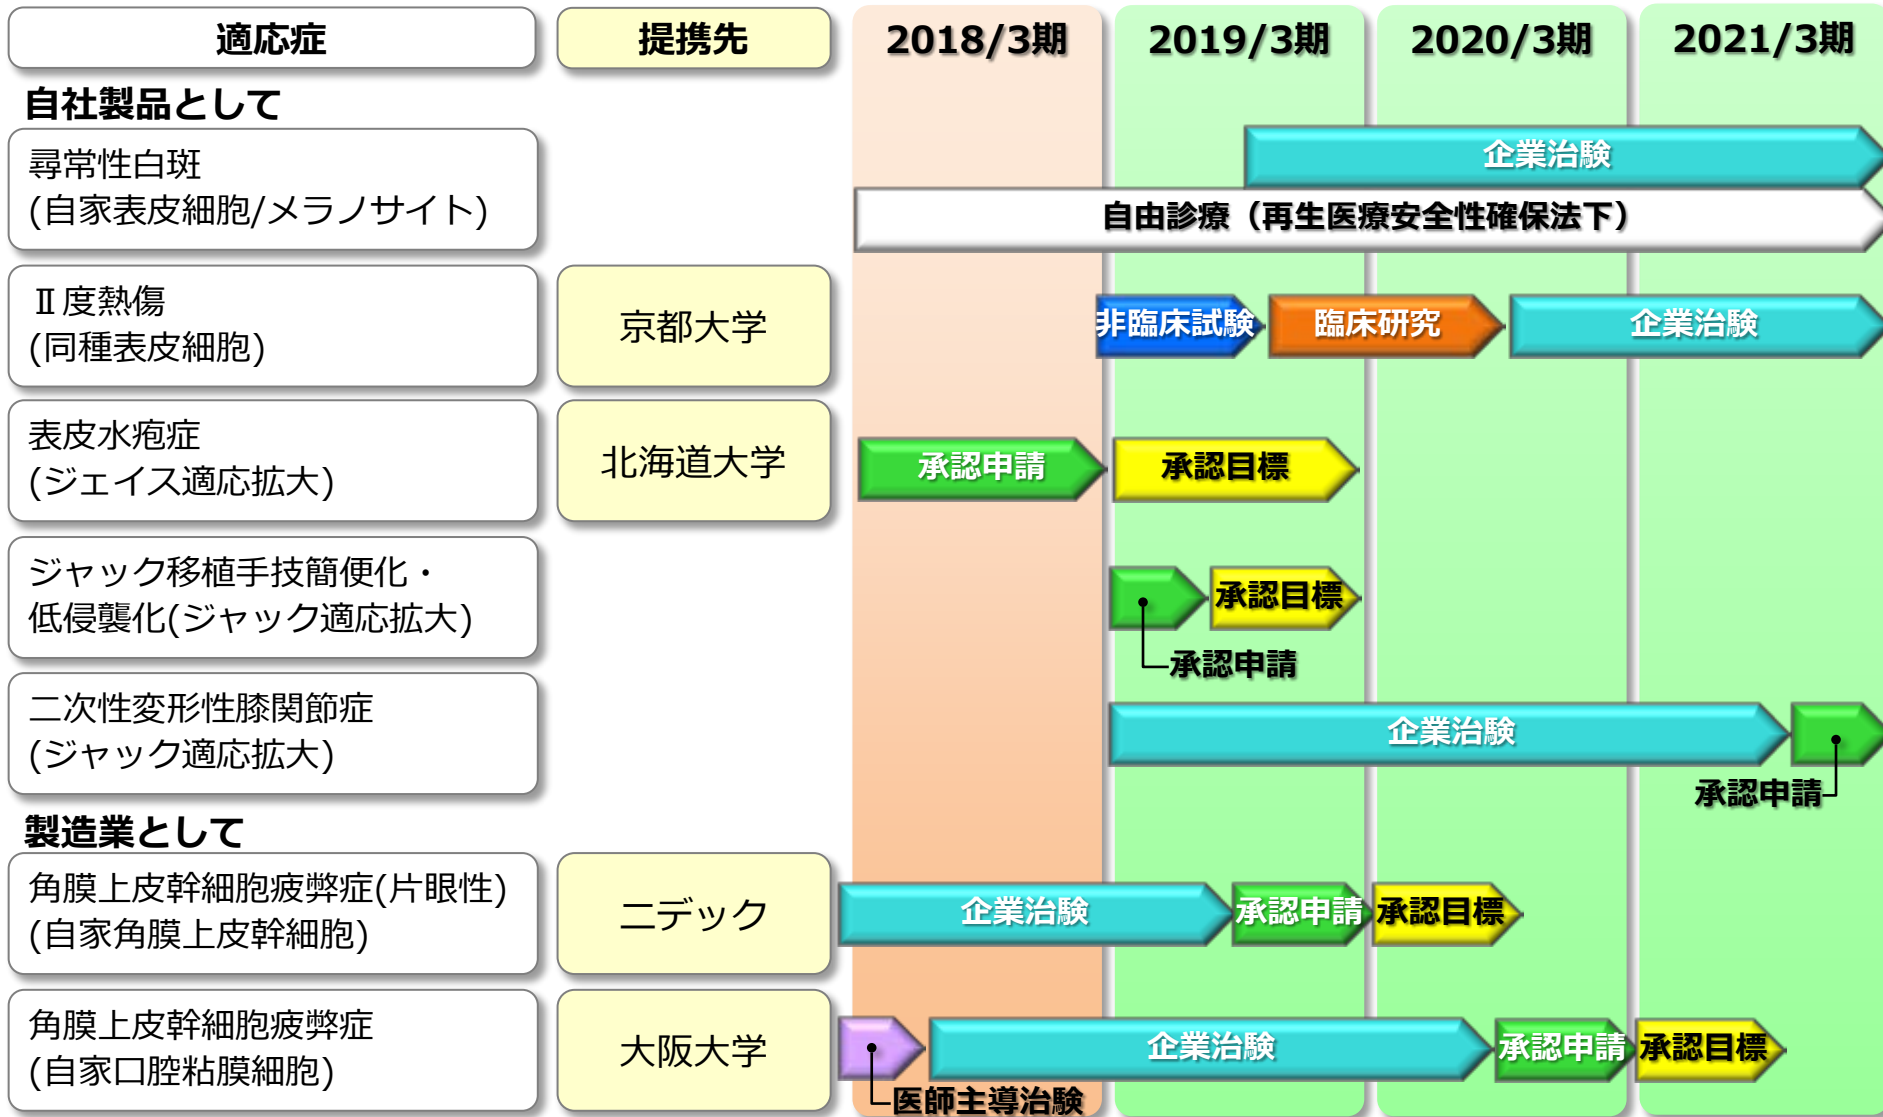 適応症
提携先
2018/3期
2019/3期
2020/3期
2021/3期
自社製品として
尋常性白斑
(自家表皮細胞/メラノサイト)
企業治験
自由診療（再生医療安全性確保法下）
Ⅱ度熱傷
(同種表皮細胞)
京都大学
非臨床試験
臨床研究
企業治験
表皮水疱症
(ジェイス適応拡大)
北海道大学
承認申請
承認目標
ジャック移植手技簡便化・
低侵襲化(ジャック適応拡大)
承認目標
承認申請
二次性変形性膝関節症
(ジャック適応拡大)
企業治験
承認申請
製造業として
角膜上皮幹細胞疲弊症(片眼性)
(自家角膜上皮幹細胞)
ニデック
企業治験
承認申請
承認目標
角膜上皮幹細胞疲弊症
(自家口腔粘膜細胞)
大阪大学
企業治験
承認申請
承認目標
医師主導治験